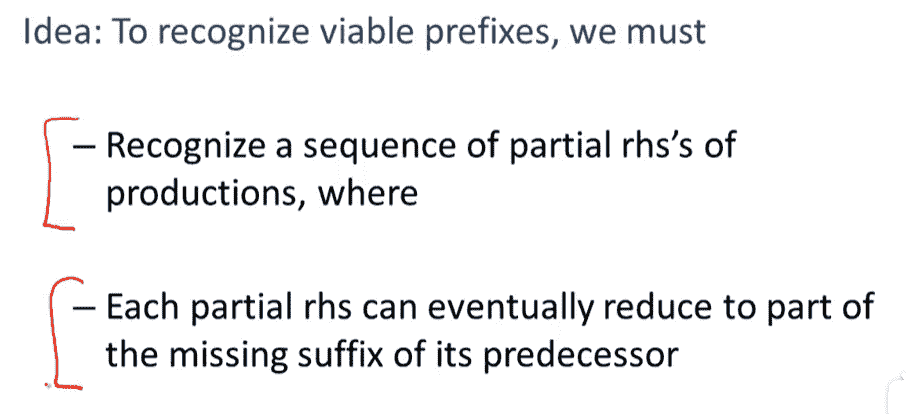 Idea: To recognize viable prefixes, we must
– Recognize a sequence of partial rhs’s of
productions, where
– Each partial rhs can eventually reduce to part of
the missing suffix of its predecessor